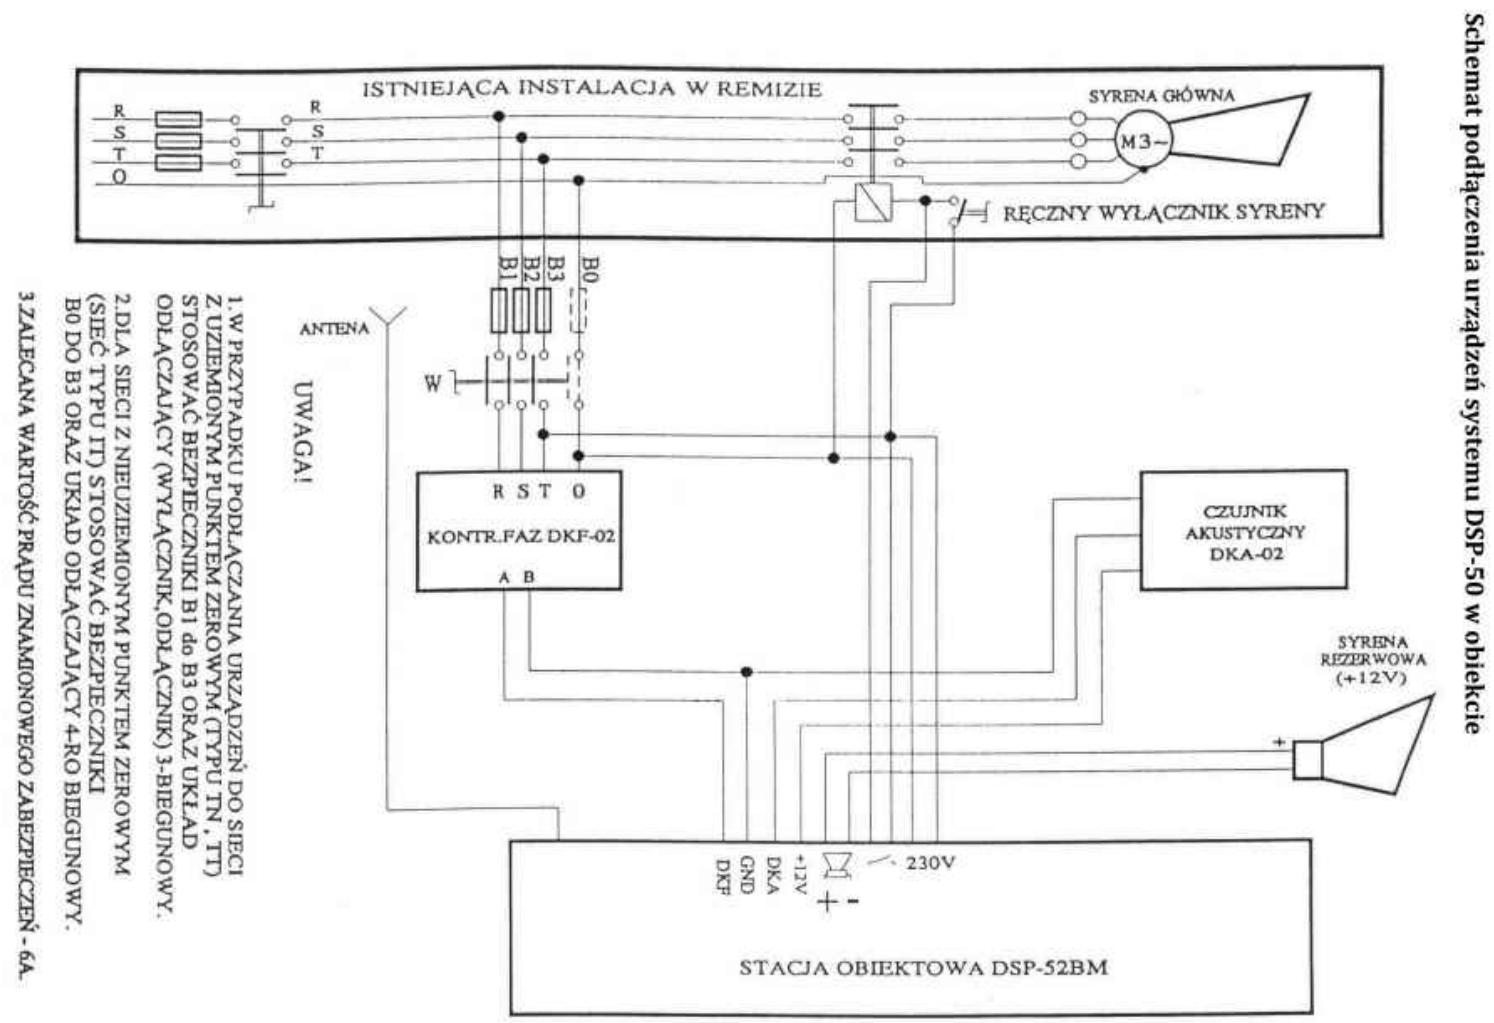 Schemat podłączenia urządzeń systemu DSP-50 w obiekcie
ISTNIEJĄCA INSTALACJA W REMIZIE
SYRENA GŁÓWNA
R
R
S
S
T
T
O
M3~
RĘCZNY WYŁĄCZNIK SYRENY
B1
B2
B3
B0
ANTENA
W
R S T 0
KONTR.FAZ DKF-02
A B
CZUJNIK
AKUSTYCZNY
DKA-02
SYRENA
REZERWOWA
(+12V)
+
DKF
GND
DKA
+12V
+ -
230V
STACJA OBIEKTOWA DSP-52BM
UWAGA!
1.W PRZYPADKU PODŁĄCZANIA URZĄDZEŃ DO SIECI
Z UZIEMIONYM PUNKTEM ZEROWYM (TYPU TN , TT)
STOSOWAĆ BEZPIECZNIKI B1 do B3 ORAZ UKŁAD
ODŁĄCZAJĄCY (WYŁĄCZNIK,ODŁĄCZNIK) 3-BIEGUNOWY.
2.DLA SIECI Z NIEUZIEMIONYM PUNKTEM ZEROWYM
(SIEĆ TYPU IT) STOSOWAĆ BEZPIECZNIKI
B0 DO B3 ORAZ UKŁAD ODŁĄCZAJĄCY 4-RO BIEGUNOWY.
3.ZALECANA WARTOŚĆ PRĄDU ZNAMIONOWEGO ZABEZPIECZEŃ - 6A.